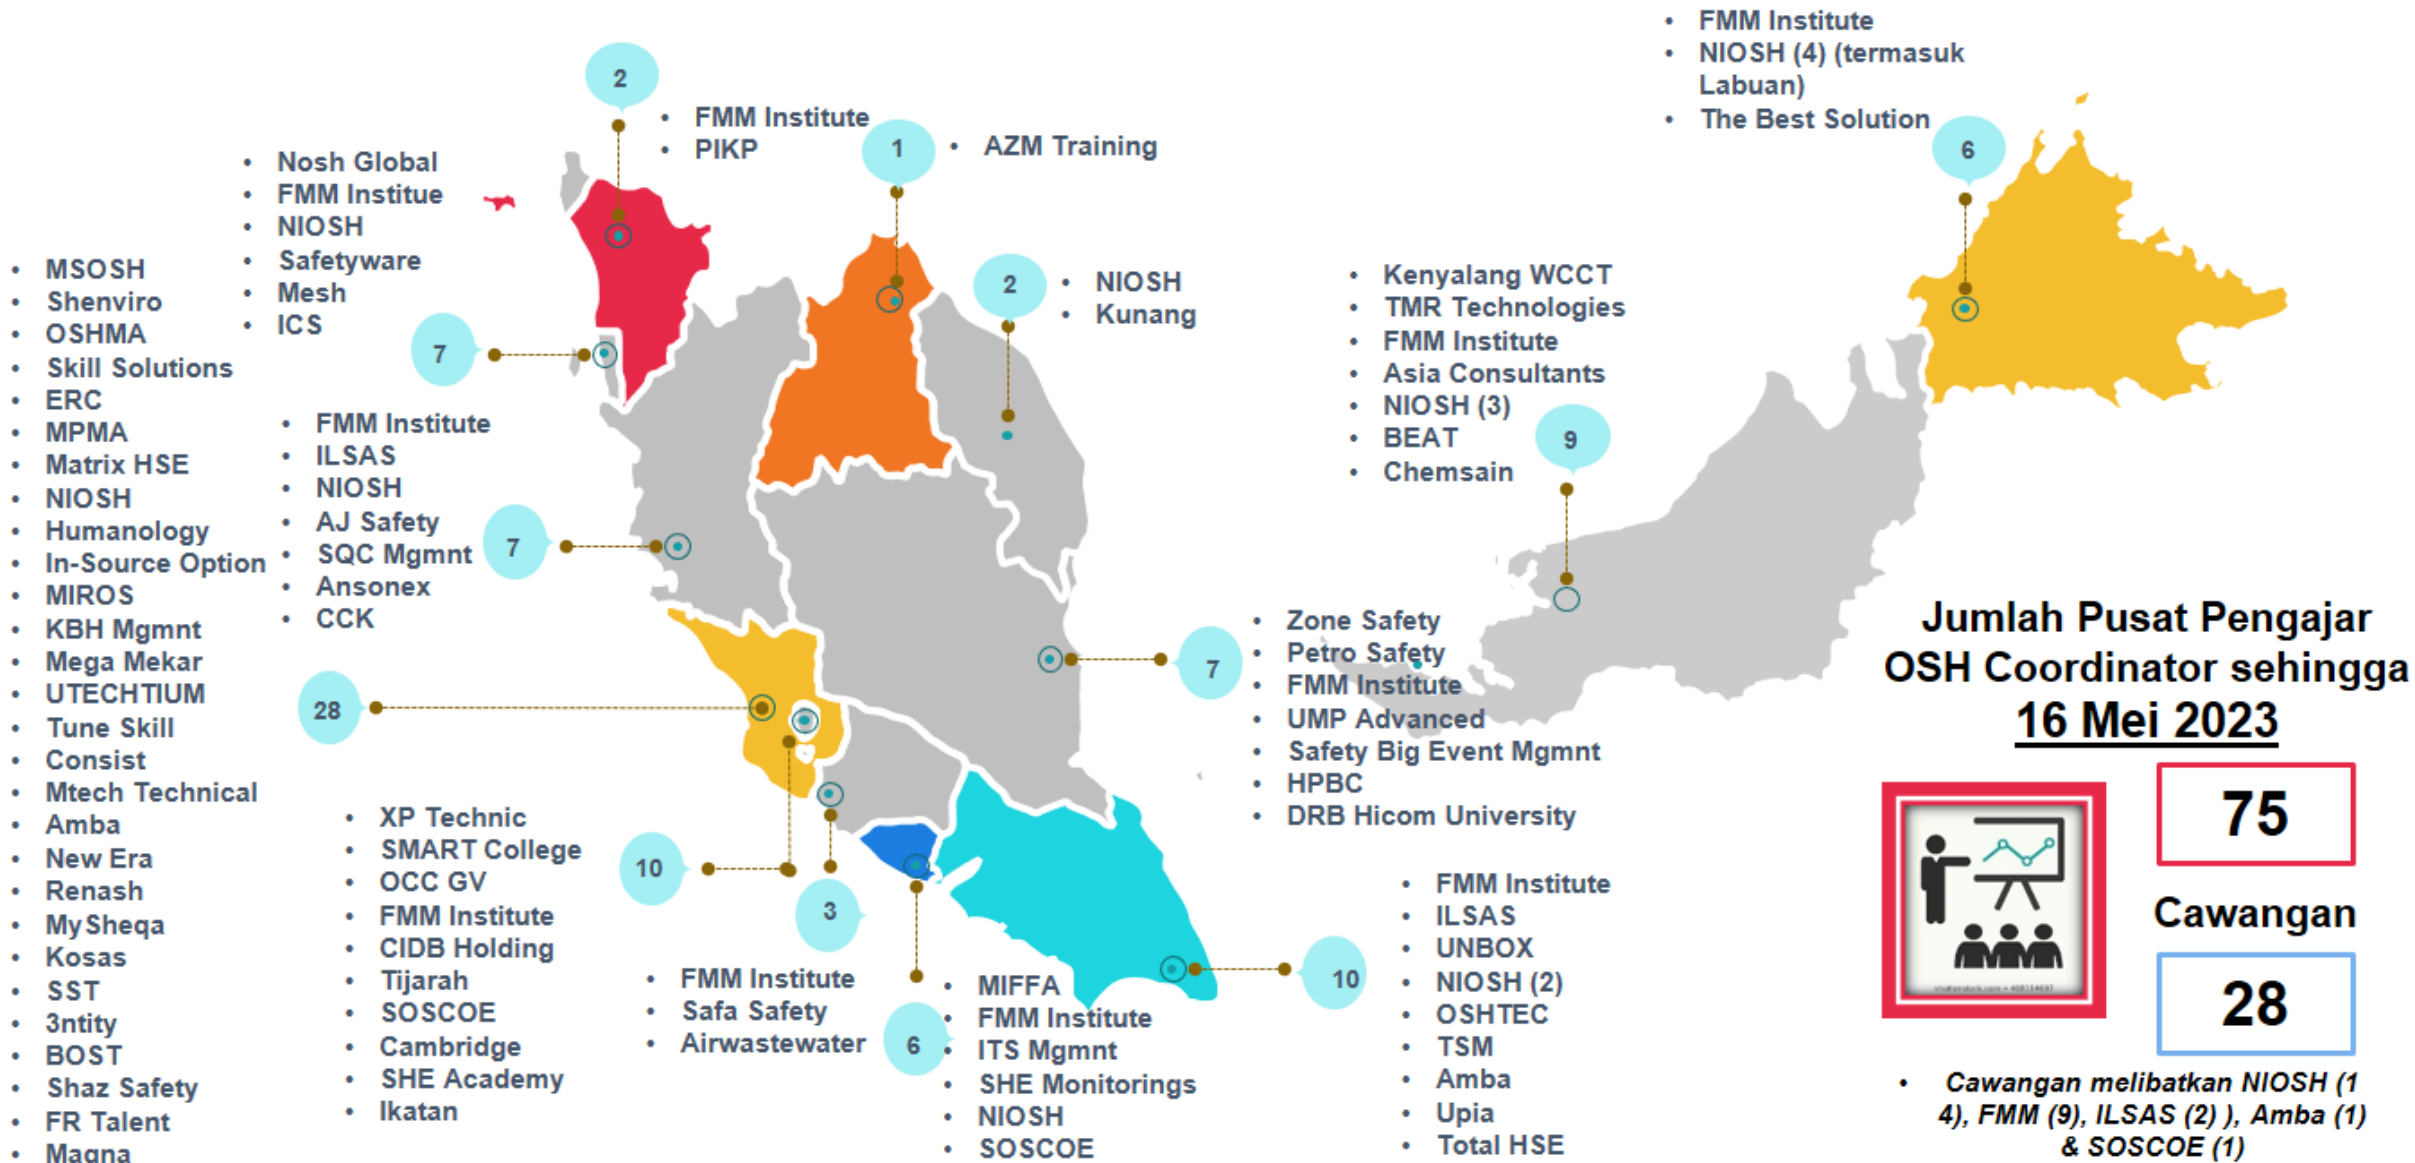 2
• FMM Institute
• PIKP
1
• AZM Training
• FMM Institute
• NIOSH (4) (termasuk
Labuan)
• The Best Solution
6
• Nosh Global
• FMM Institue
• NIOSH
• Safetyware
• Mesh
• ICS
7
2
• NIOSH
• Kunang
• Kenyalang WCCT
• TMR Technologies
• FMM Institute
• Asia Consultants
• NIOSH (3)
• BEAT
• Chemsain
9
• MSOSH
• Shenviro
• OSHMA
• Skill Solutions
• ERC
• MPMA
• Matrix HSE
• NIOSH
• Humanology
• In-Source Option
• MIROS
• KBH Mgmnt
• Mega Mekar
• UTECHTIUM
• Tune Skill
• Consist
• Mtech Technical
• Amba
• New Era
• Renash
• MySheqa
• Kosas
• SST
• 3ntity
• BOST
• Shaz Safety
• FR Talent
• Magna
28
• FMM Institute
• ILSAS
• NIOSH
• AJ Safety
• SQC Mgmnt
• Ansonex
• CCK
7
7
• Zone Safety
• Petro Safety
• FMM Institute
• UMP Advanced
• Safety Big Event Mgmnt
• HPBC
• DRB Hicom University
• XP Technic
• SMART College
• OCC GV
• FMM Institute
• CIDB Holding
• Tijarah
• SOSCOE
• Cambridge
• SHE Academy
• Ikatan
10
3
• FMM Institute
• Safa Safety
• Airwastewater
6
• MIFFA
• FMM Institute
• ITS Mgmnt
• SHE Monitorings
• NIOSH
• SOSCOE
10
• FMM Institute
• ILSAS
• UNBOX
• NIOSH (2)
• OSHTEC
• TSM
• Amba
• Upia
• Total HSE
Jumlah Pusat Pengajar
OSH Coordinator sehingga
16 Mei 2023
75
Cawangan
28
• Cawangan melibatkan NIOSH (1
4), FMM (9), ILSAS (2) ), Amba (1)
& SOSCOE (1)